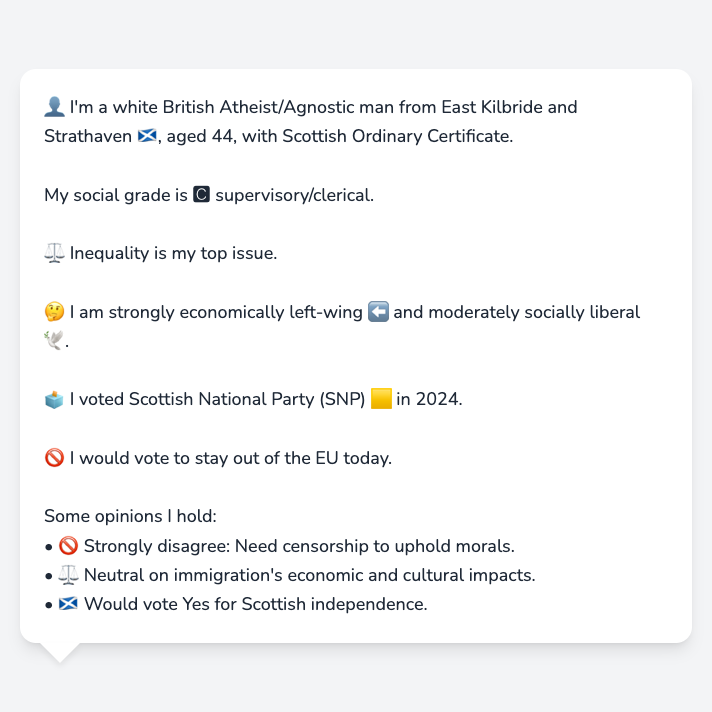 👤 I'm a white British Atheist/Agnostic man from East Kilbride and
Strathaven 🏴󠁧󠁢󠁳󠁣󠁴󠁿, aged 44, with Scottish Ordinary Certificate.
My social grade is 🅲 supervisory/clerical.
⚖️ Inequality is my top issue.
🤔 I am strongly economically left-wing ⬅️ and moderately socially liberal
🕊️.
🗳️ I voted Scottish National Party (SNP) 🟨 in 2024.
🚫 I would vote to stay out of the EU today.
Some opinions I hold:
• 🚫 Strongly disagree: Need censorship to uphold morals.
• ⚖️ Neutral on immigration's economic and cultural impacts.
• 🏴󠁧󠁢󠁳󠁣󠁴󠁿 Would vote Yes for Scottish independence.